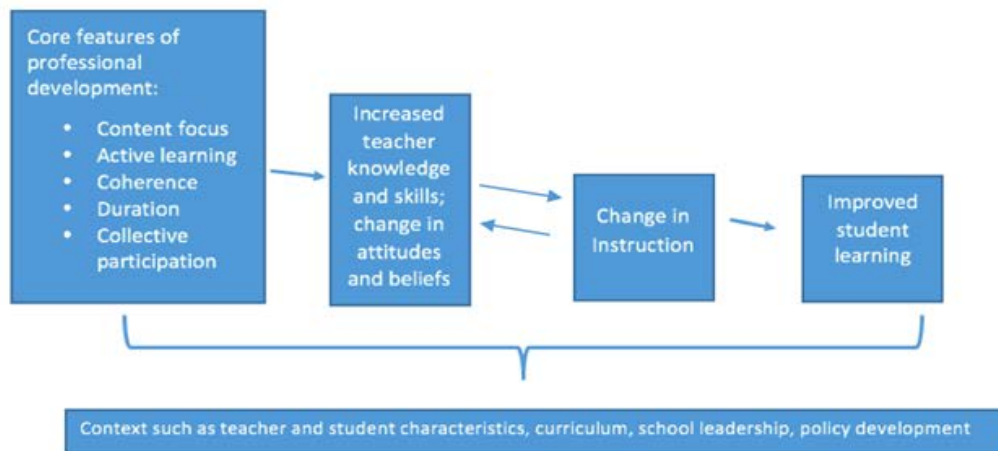 Core features of
professional
development:
• Content focus
• Active learning
• Coherence
• Duration
• Collective
participation
Increased
teacher
knowledge
and skills;
change in
attitudes
and beliefs
Change in
Instruction
Improved
student
learning
Context such as teacher and student characteristics, curriculum, school leadership, policy development